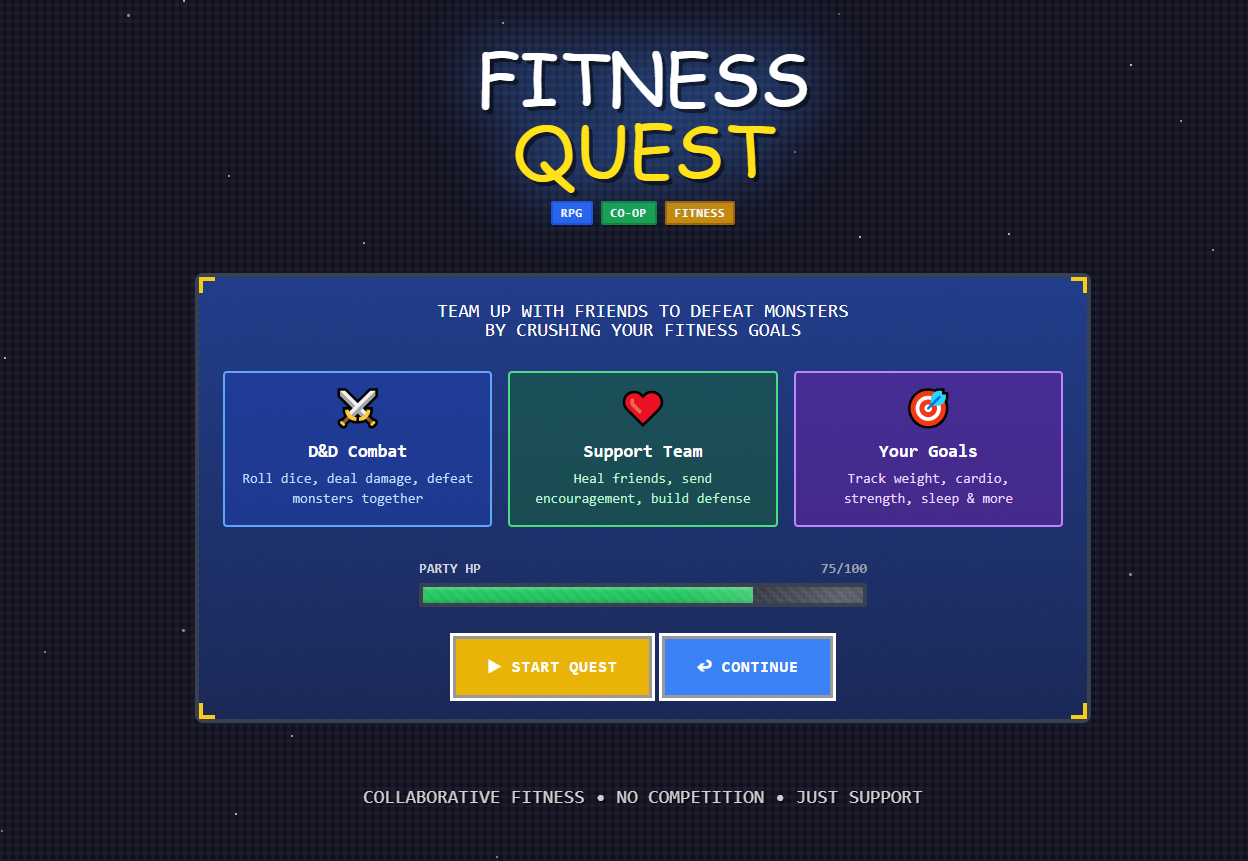 FITNESS
QUEST
RPG CO-OP FITNESS
TEAM UP WITH FRIENDS TO DEFEAT MONSTERS
BY CRUSHING YOUR FITNESS GOALS
D&D Combat
Roll dice, deal damage, defeat
monsters together
Support Team
Heal friends, send
encouragement, build defense
Your Goals
Track weight, cardio,
strength, sleep & more
PARTY HP 75/100
▶ START QUEST
↩ CONTINUE
COLLABORATIVE FITNESS • NO COMPETITION • JUST SUPPORT